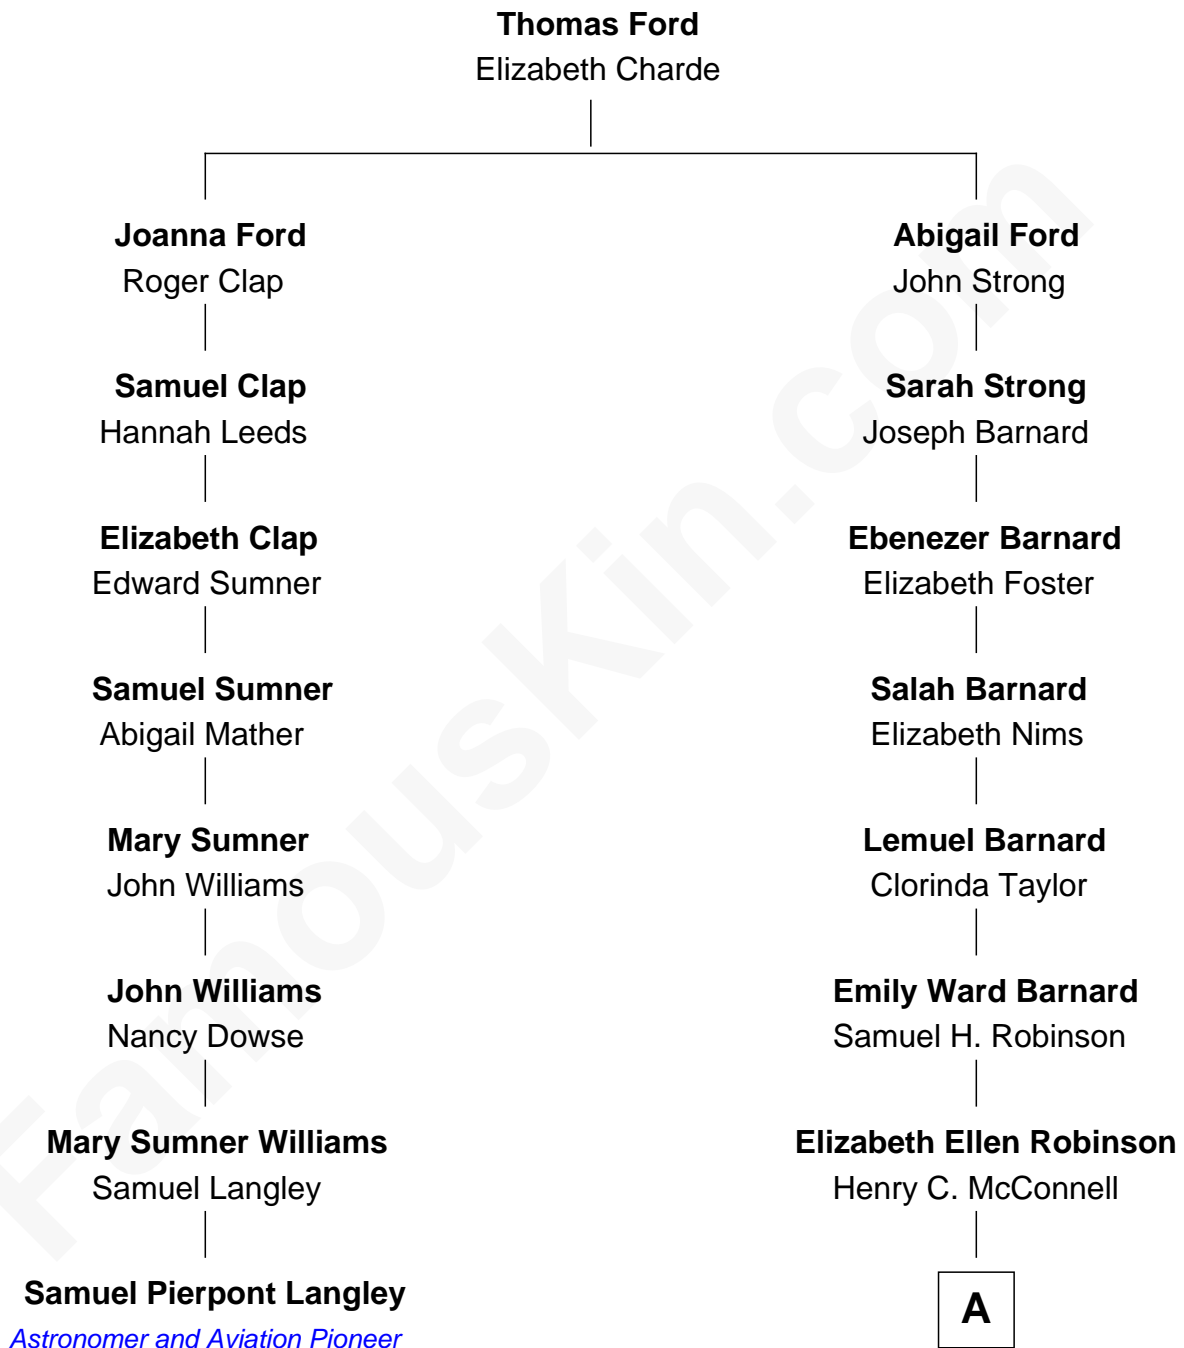 Thomas Ford
Elizabeth Charde
Joanna Ford
Roger Clap
Abigail Ford
John Strong
Samuel Clap
Hannah Leeds
Sarah Strong
Joseph Barnard
Elizabeth Clap
Edward Sumner
Ebenezer Barnard
Elizabeth Foster
Samuel Sumner
Abigail Mather
Salah Barnard
Elizabeth Nims
Mary Sumner
John Williams
Lemuel Barnard
Clorinda Taylor
John Williams
Nancy Dowse
Emily Ward Barnard
Samuel H. Robinson
Mary Sumner Williams
Samuel Langley
Elizabeth Ellen Robinson
Henry C. McConnell
Samuel Pierpont Langley
Astronomer and Aviation Pioneer
A
FamousKin.com